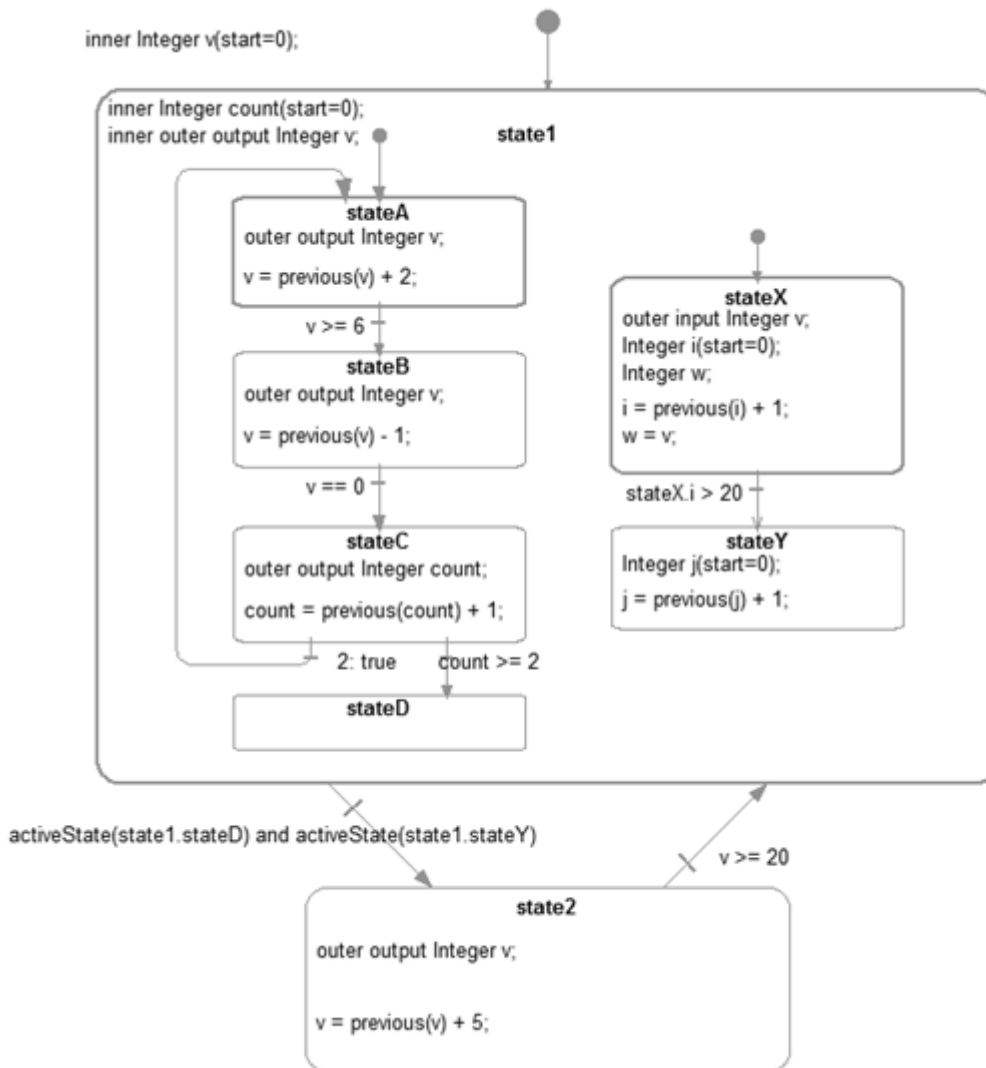 inner Integer v(start=0);
inner Integer count(start=0);
inner outer output Integer v;
state1
stateA
outer output Integer v;
v = previous(v) + 2;
v >= 6
stateB
outer output Integer v;
v = previous(v) - 1;
v == 0
stateC
outer output Integer count;
count = previous(count) + 1;
2: true
count >= 2
stateD
stateX
outer input Integer v;
Integer i(start=0);
Integer w;
i = previous(i) + 1;
w = v;
stateX.i > 20
stateY
Integer j(start=0);
j = previous(j) + 1;
activeState(state1.stateD) and activeState(state1.stateY)
v >= 20
state2
outer output Integer v;
v = previous(v) + 5;